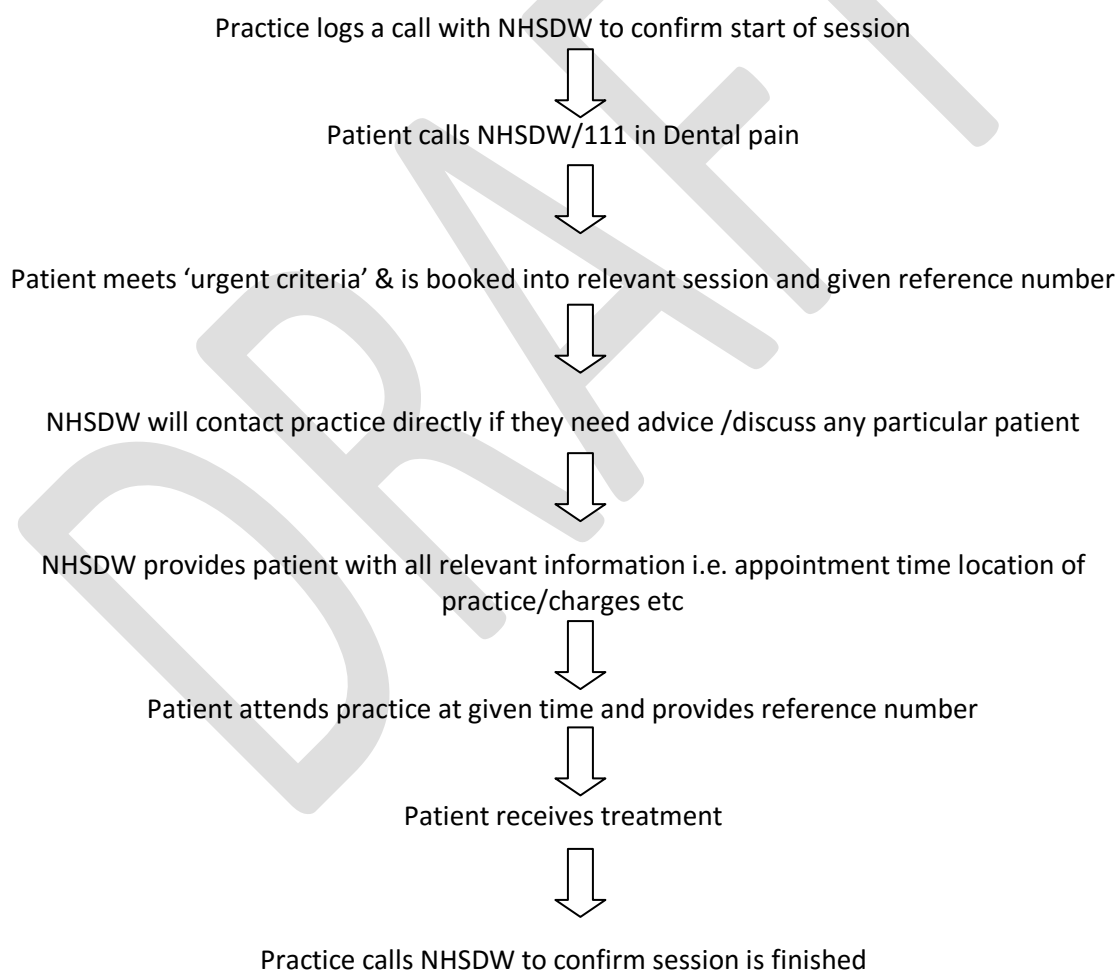 Practice logs a call with NHSDW to confirm start of session
Patient calls NHSDW/111 in Dental pain
Patient meets ‘urgent criteria’ & is booked into relevant session and given reference number
NHSDW will contact practice directly if they need advice /discuss any particular patient
NHSDW provides patient with all relevant information i.e. appointment time location of
practice/charges etc
Patient attends practice at given time and provides reference number
Patient receives treatment
Practice calls NHSDW to confirm session is finished
DRAFT